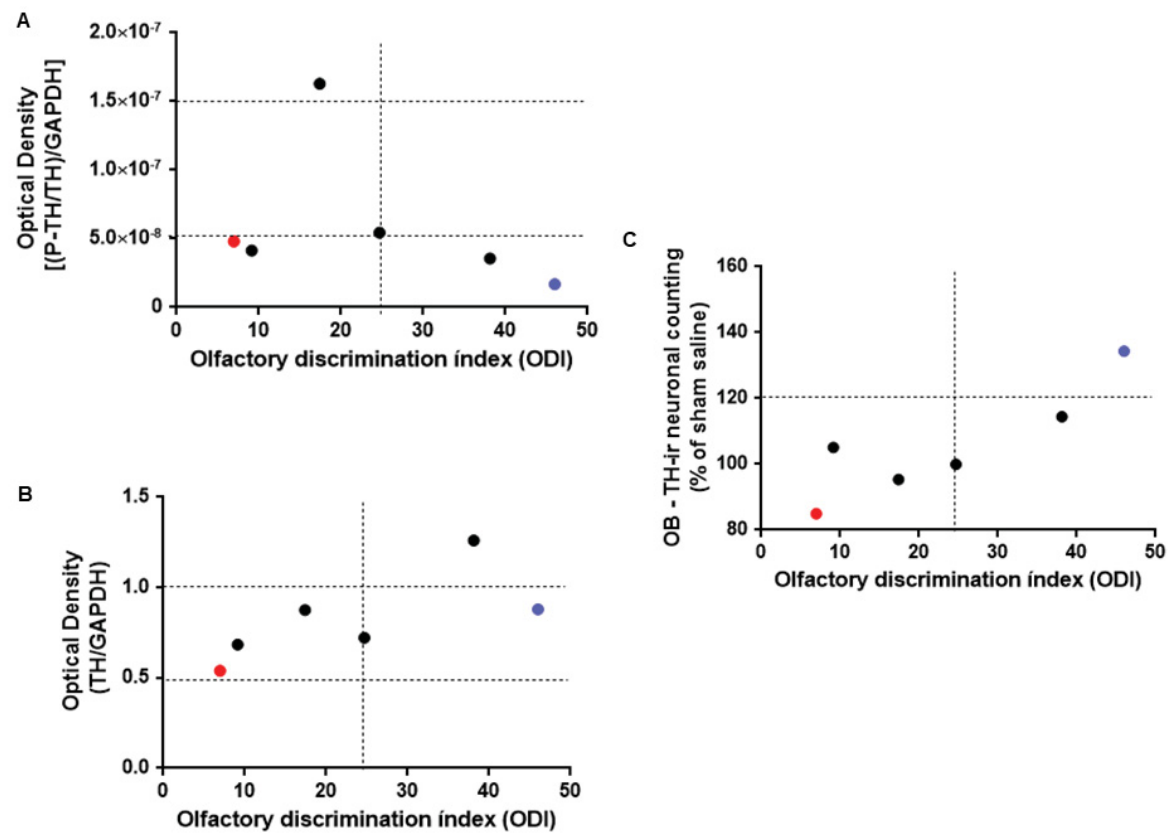 A
Optical Density
[(P-TH/TH)/GAPDH]
2.0×10-7
1.5×10-7
1.0×10-7
5.0×10-8
0
0 10 20 30 40 50
Olfactory discrimination índex (ODI)
B
Optical Density
(TH/GAPDH)
1.5
1.0
0.5
0.0
0 10 20 30 40 50
Olfactory discrimination índex (ODI)
C
OB - TH-ir neuronal counting
(% of sham saline)
160
140
120
100
80
0 10 20 30 40 50
Olfactory discrimination índex (ODI)